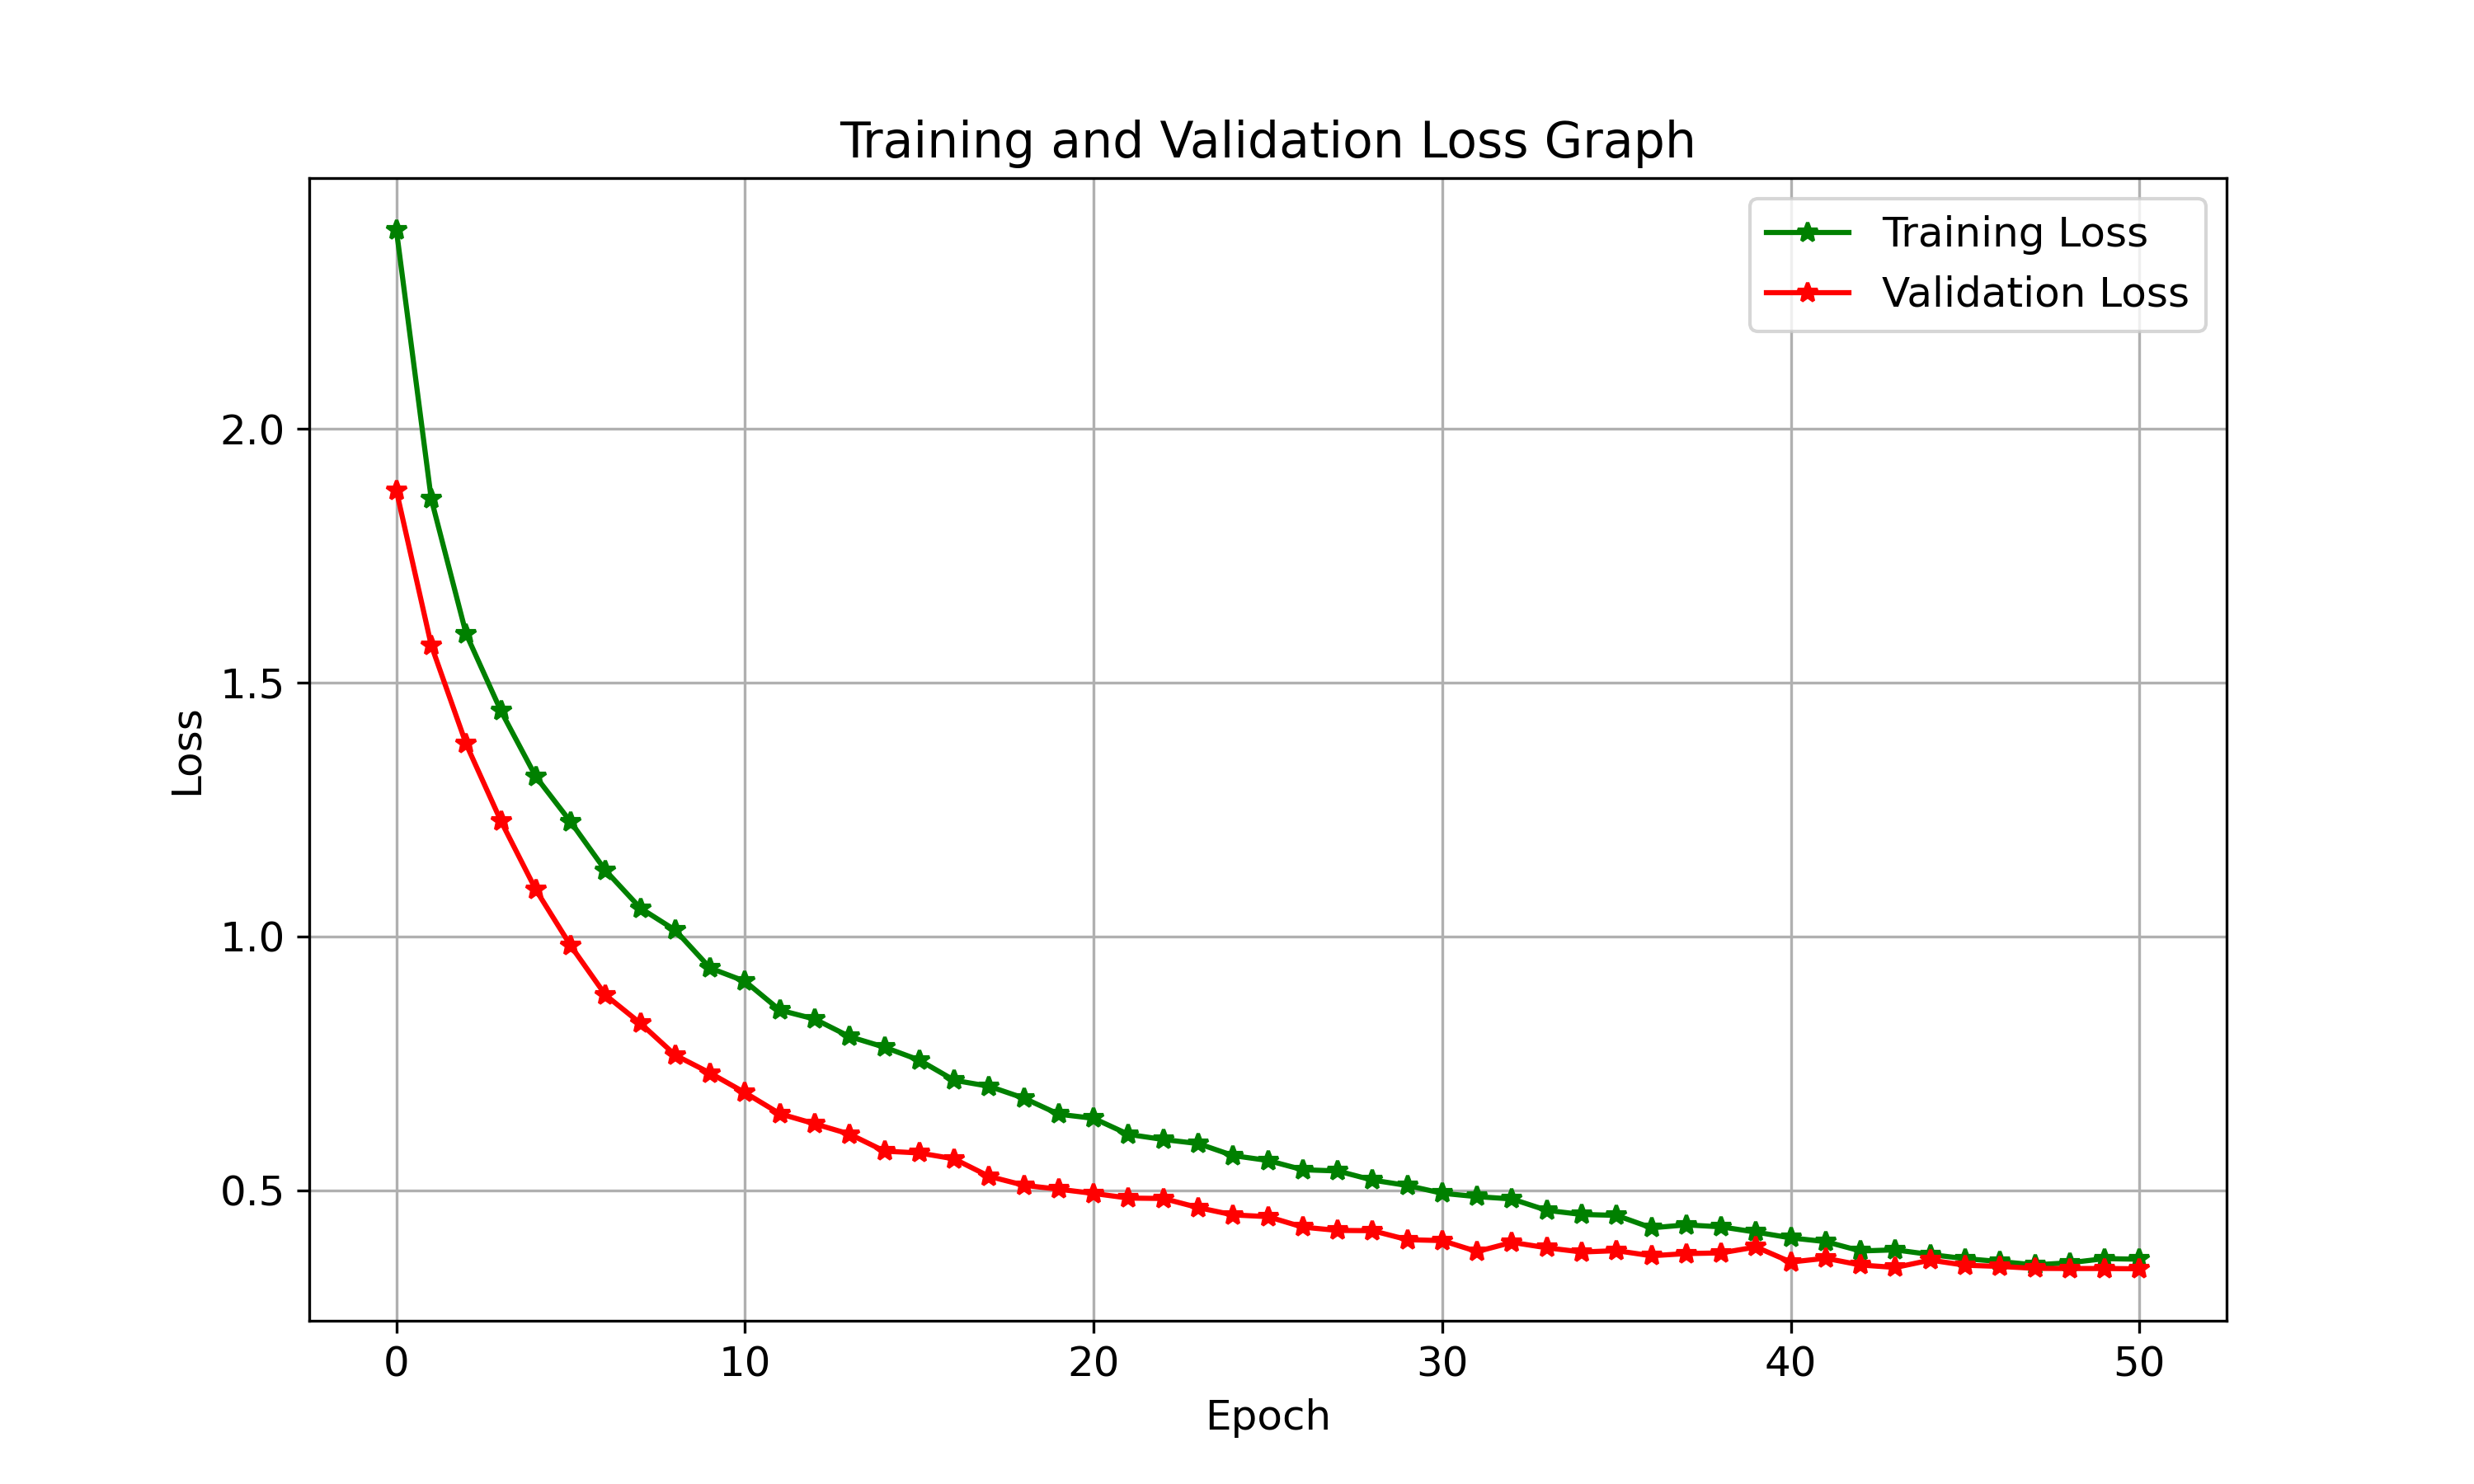 Training and Validation Loss Graph
Training Loss
Validation Loss
2.0
1.5
1.0
0.5
Loss
0 10 20 30 40 50
Epoch